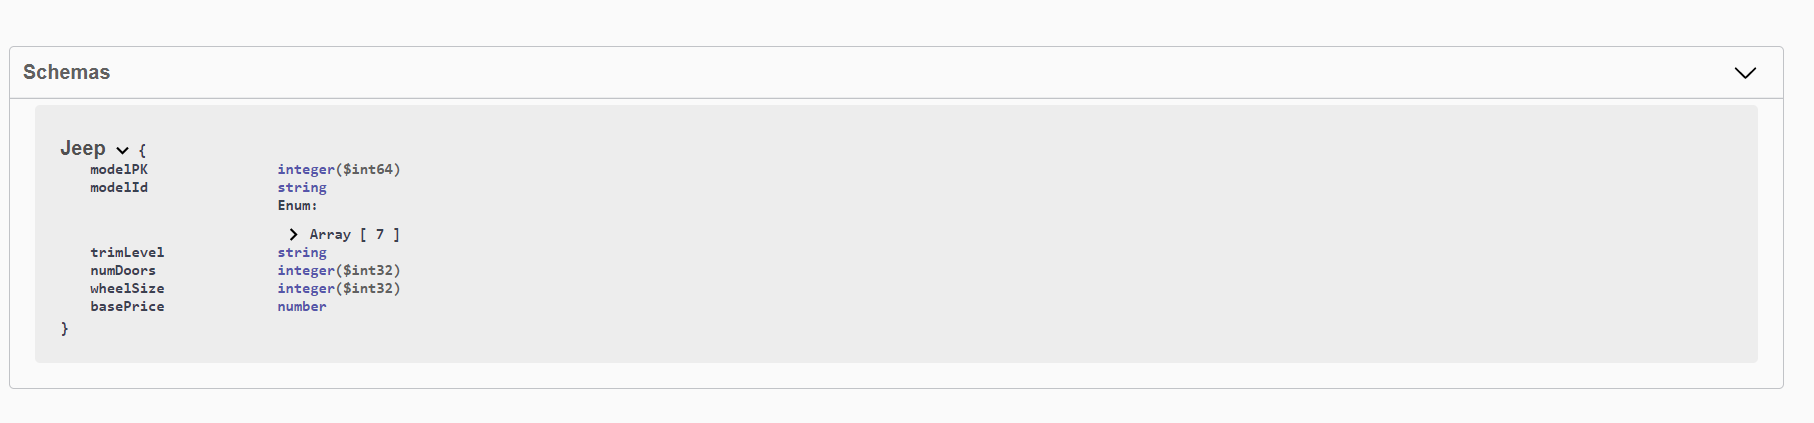 Schemas
Jeep {
modelPK integer($int64)
modelId string
Enum:
Array [ 7 ]
trimLevel string
numDoors integer($int32)
wheelSize integer($int32)
basePrice number
}